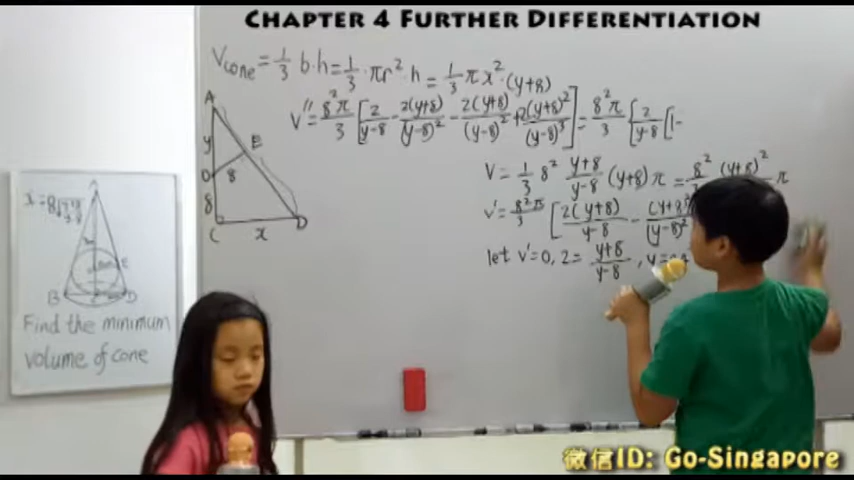 CHAPTER 4 FURTHER DIFFERENTIATION
Vcone = 1/3 b·h = 1/3 · πr²·h = 1/3 π x² · (y+8)
V'' = 8²π/3 [2/(y-8) - 2(y+8)/(y-8)² - 2(y+8)/(y-8)² + 2(y+8)²/(y-8)³] = 8²π/3 {2/(y-8) [1-
A
y
E
O
8
8
C
x
D
V = 1/3 8² (y+8)/(y-8) (y+8) π = 8²/3 (y+8)² π
V' = 8²π/3 [2(y+8)/(y-8) - (y+8)²/(y-8)²
let V'=0, 2 = (y+8)/(y-8), y=
x=8
B
D
Find the minimum
volume of cone
微信ID: Go-Singapore